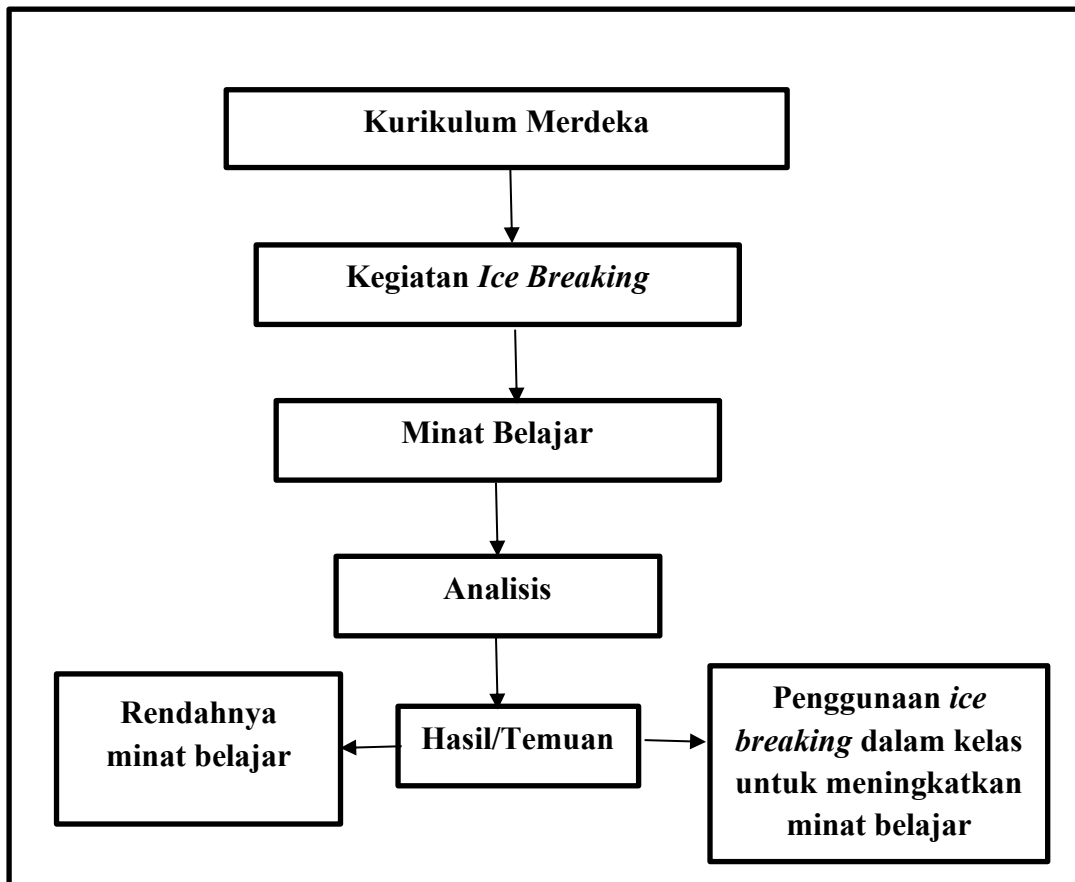 Kurikulum Merdeka
Kegiatan Ice Breaking
Minat Belajar
Analisis
Rendahnya
minat belajar
Hasil/Temuan
Penggunaan ice
breaking dalam kelas
untuk meningkatkan
minat belajar